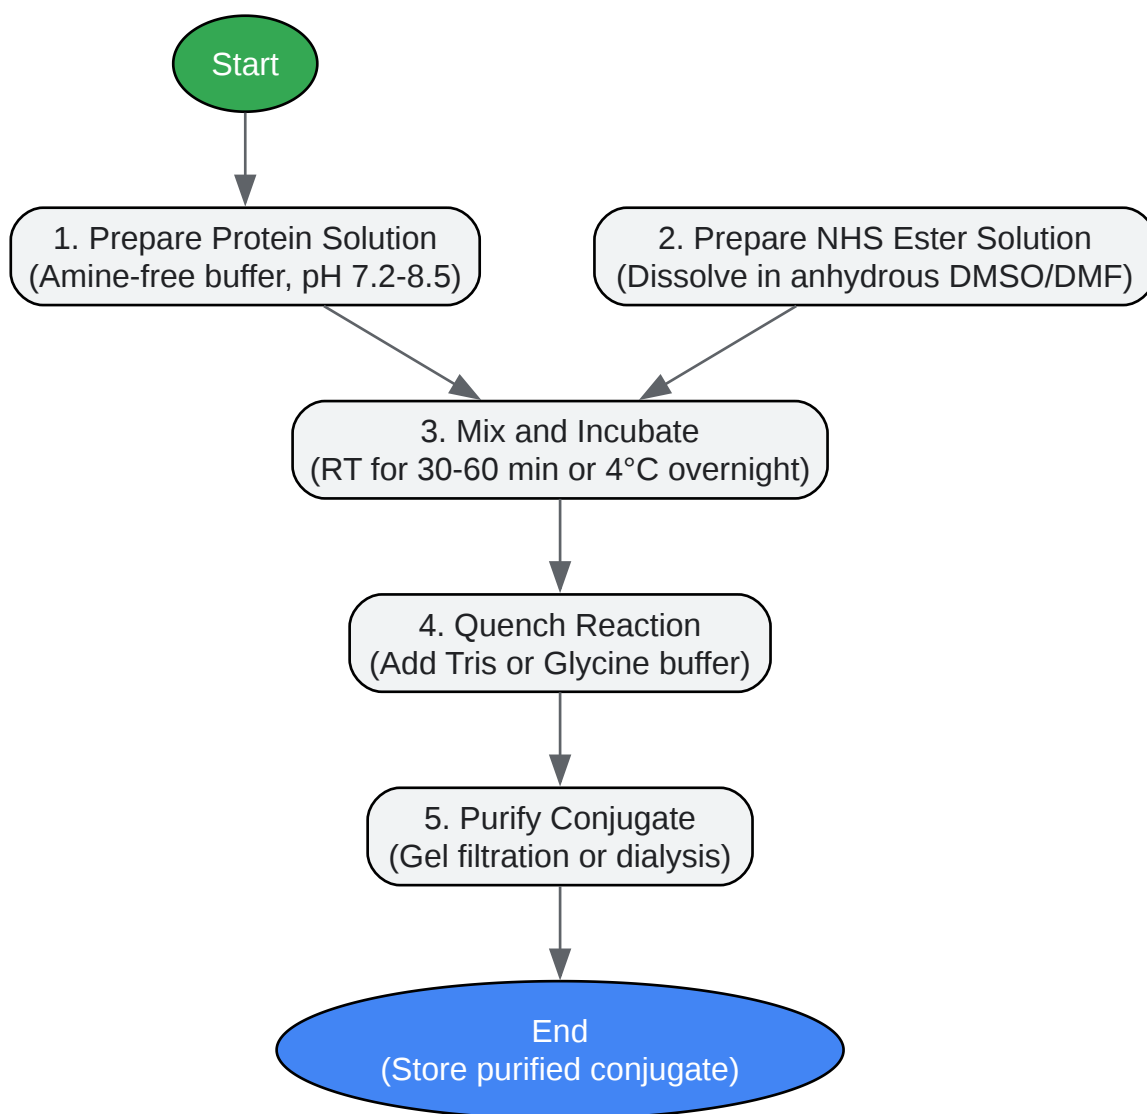 Start
1. Prepare Protein Solution
(Amine-free buffer, pH 7.2-8.5)
2. Prepare NHS Ester Solution
(Dissolve in anhydrous DMSO/DMF)
3. Mix and Incubate
(RT for 30-60 min or 4°C overnight)
4. Quench Reaction
(Add Tris or Glycine buffer)
5. Purify Conjugate
(Gel filtration or dialysis)
End
(Store purified conjugate)